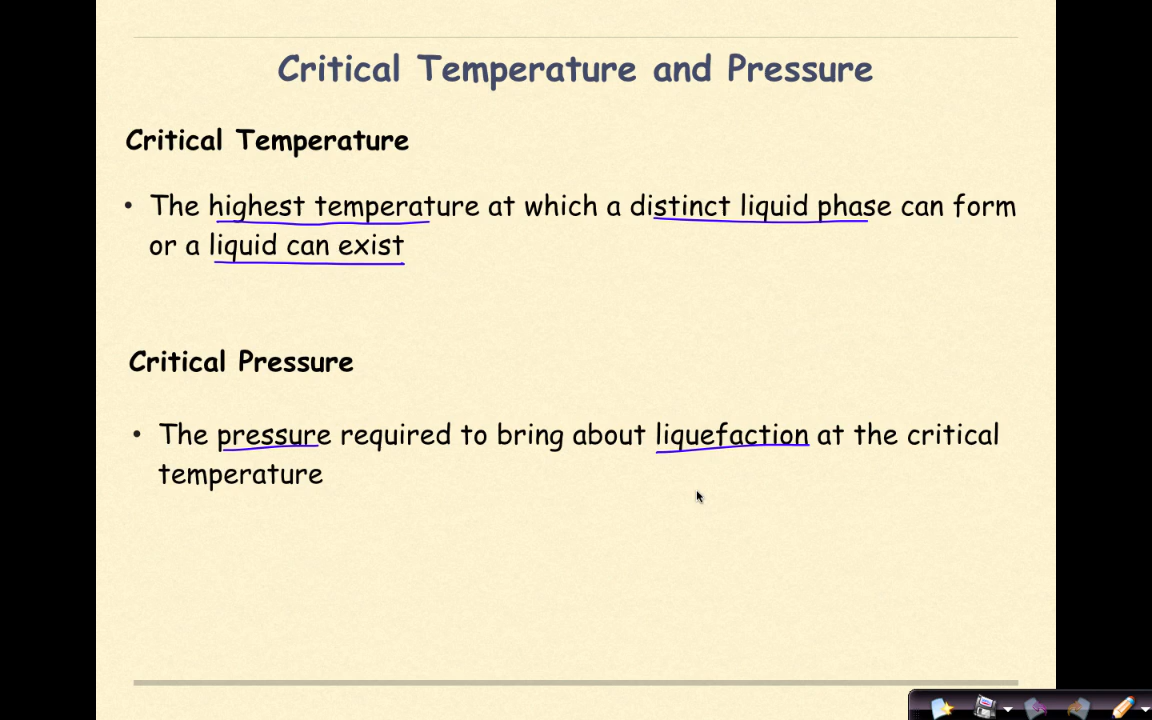 Critical Temperature and Pressure
Critical Temperature
• The highest temperature at which a distinct liquid phase can form
or a liquid can exist
Critical Pressure
• The pressure required to bring about liquefaction at the critical
temperature